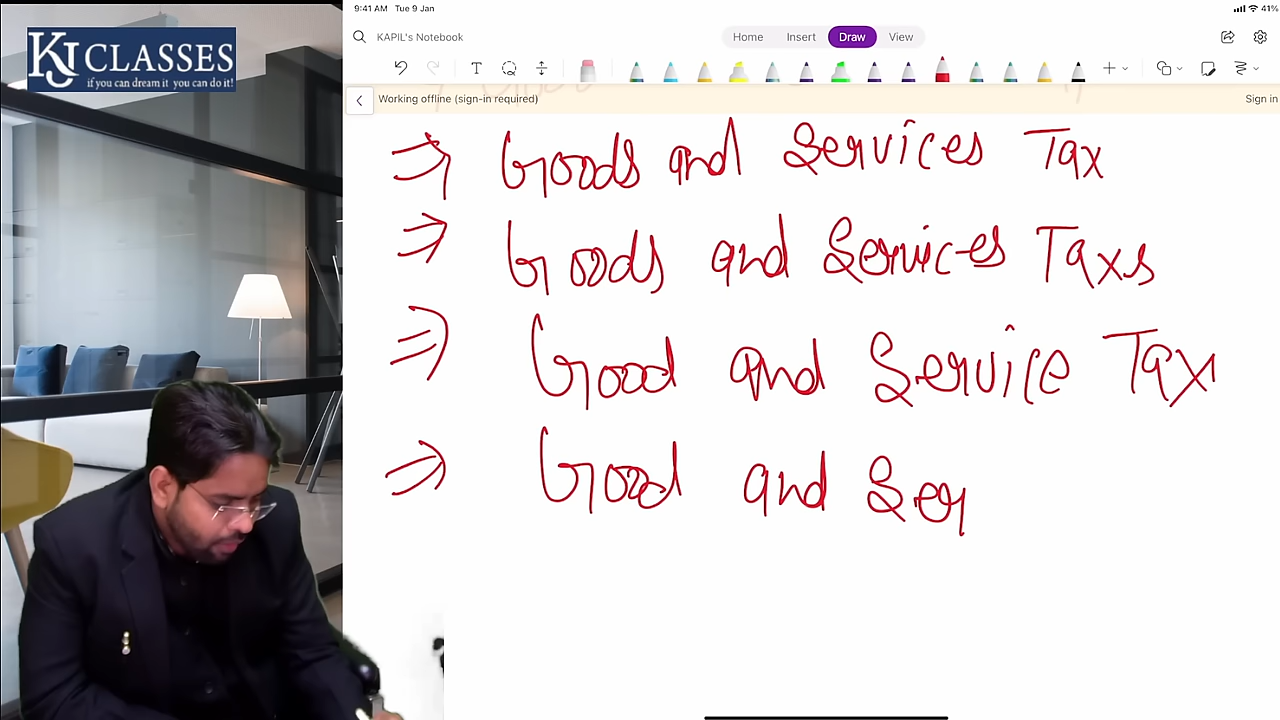 KJ CLASSES
if you can dream it you can do it!
9:41 AM Tue 9 Jan
41%
KAPIL's Notebook
Home Insert Draw View
Working offline (sign-in required)
Sign in
⇒ Goods and Services Tax
⇒ Goods and Services Taxs
⇒ Good and Service Tax
⇒ Good and Ser